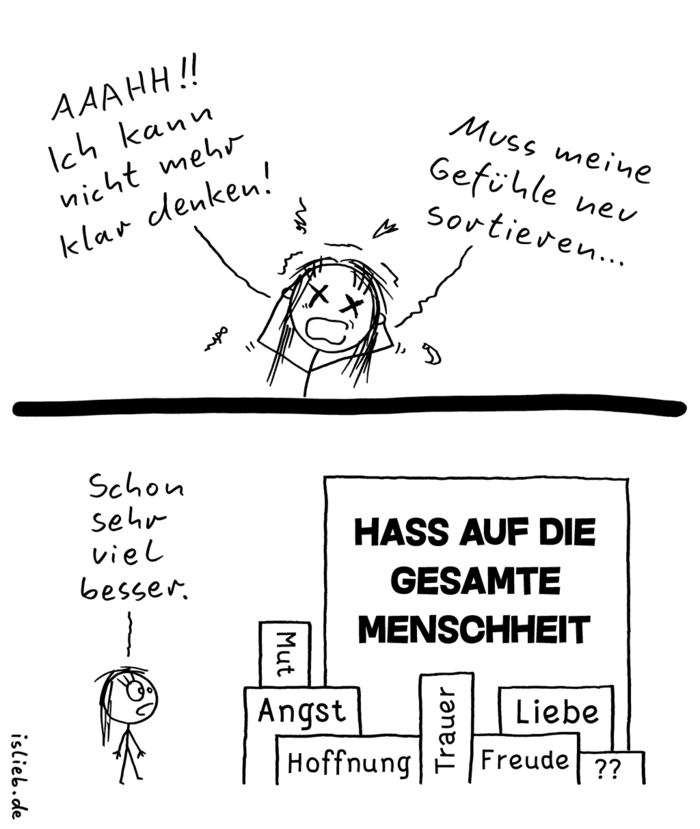 AAAHH!!
Ich kann
nicht mehr
klar denken!
Muss meine
Gefühle neu
sortieren...
Schon
sehr
viel
besser.
HASS AUF DIE
GESAMTE
MENSCHHEIT
Mut
Angst
Hoffnung
Trauer
Liebe
Freude
??
islieb.de